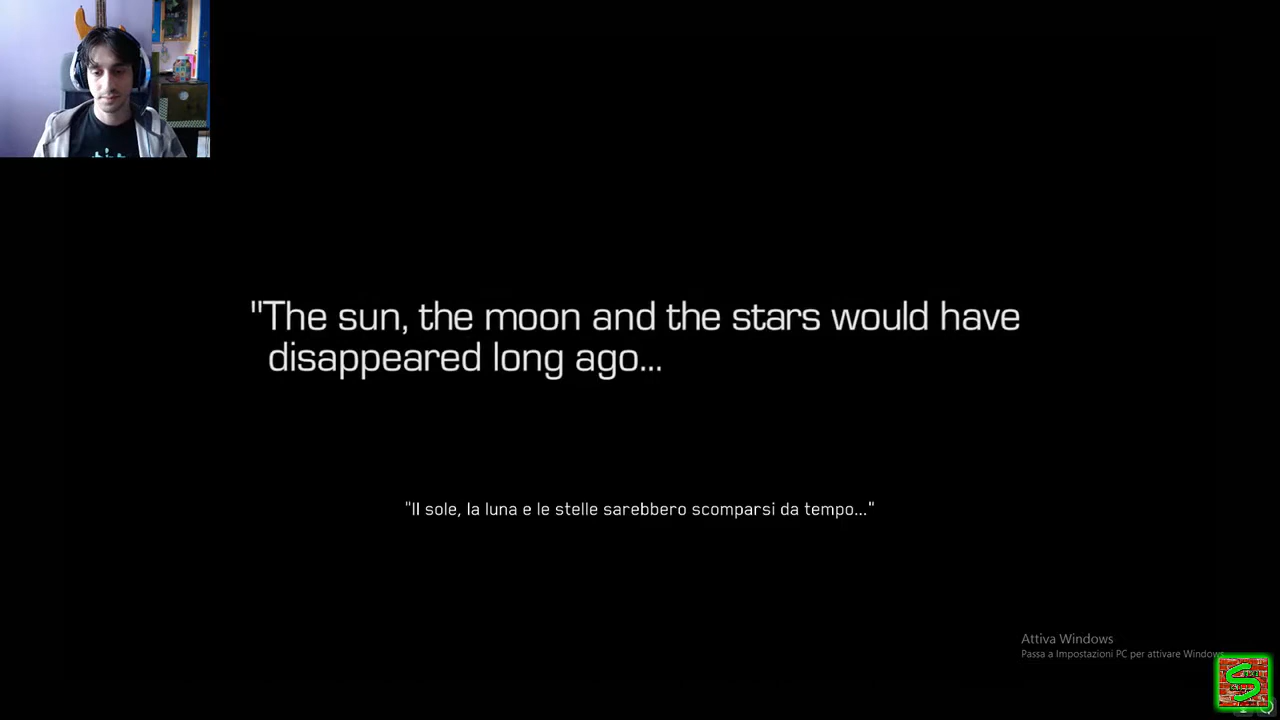 "The sun, the moon and the stars would have
disappeared long ago...
"Il sole, la luna e le stelle sarebbero scomparsi da tempo..."
Attiva Windows
Passa a Impostazioni PC per attivare Windows.